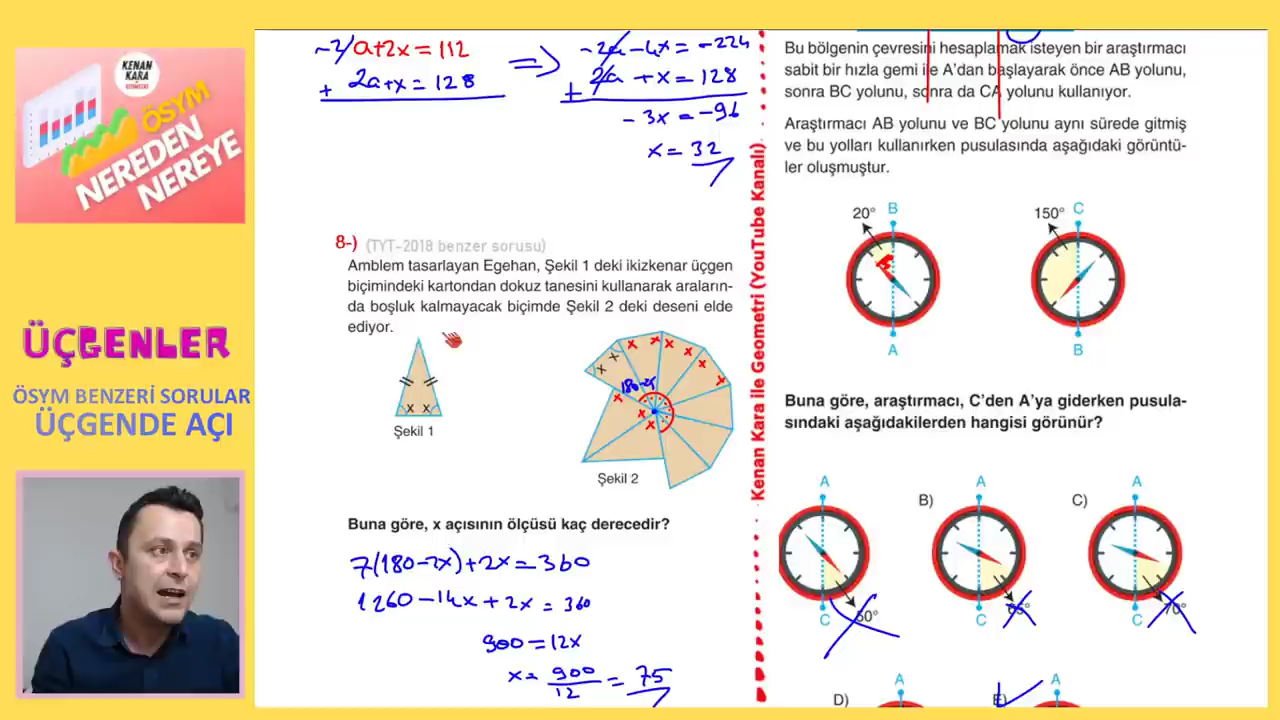 KENAN
KARA
ÖSYM
NEREDEN
NEREYE
ÜÇGENLER
ÖSYM BENZERİ SORULAR
ÜÇGENDE AÇI
-2/ a+2x = 112
+ 2a+x = 128
⇒
-2a-4x = -224
+ 2a +x = 128
-3x = -96
x = 32
8-) (TYT-2018 benzer sorusu)
Amblem tasarlayan Egehan, Şekil 1 deki ikizkenar üçgen
biçimindeki kartondan dokuz tanesini kullanarak araların-
da boşluk kalmayacak biçimde Şekil 2 deki deseni elde
ediyor.
x x
Şekil 1
x x x x x x x x x
180-2x
x x x
Şekil 2
Buna göre, x açısının ölçüsü kaç derecedir?
7(180-2x)+2x=360
1260-14x+2x=360
900=12x
x= 900/12 = 75
Kenan Kara ile Geometri (YouTube Kanalı)
Bu bölgenin çevresini hesaplamak isteyen bir araştırmacı
sabit bir hızla gemi ile A'dan başlayarak önce AB yolunu,
sonra BC yolunu, sonra da CA yolunu kullanıyor.
Araştırmacı AB yolunu ve BC yolunu aynı sürede gitmiş
ve bu yolları kullanırken pusulasında aşağıdaki görüntü-
ler oluşmuştur.
20° B
A
150° C
B
Buna göre, araştırmacı, C'den A'ya giderken pusula-
sındaki aşağıdakilerden hangisi görünür?
A
C
50°
B) A
C
65°
C) A
C
70°
D) A
E) A